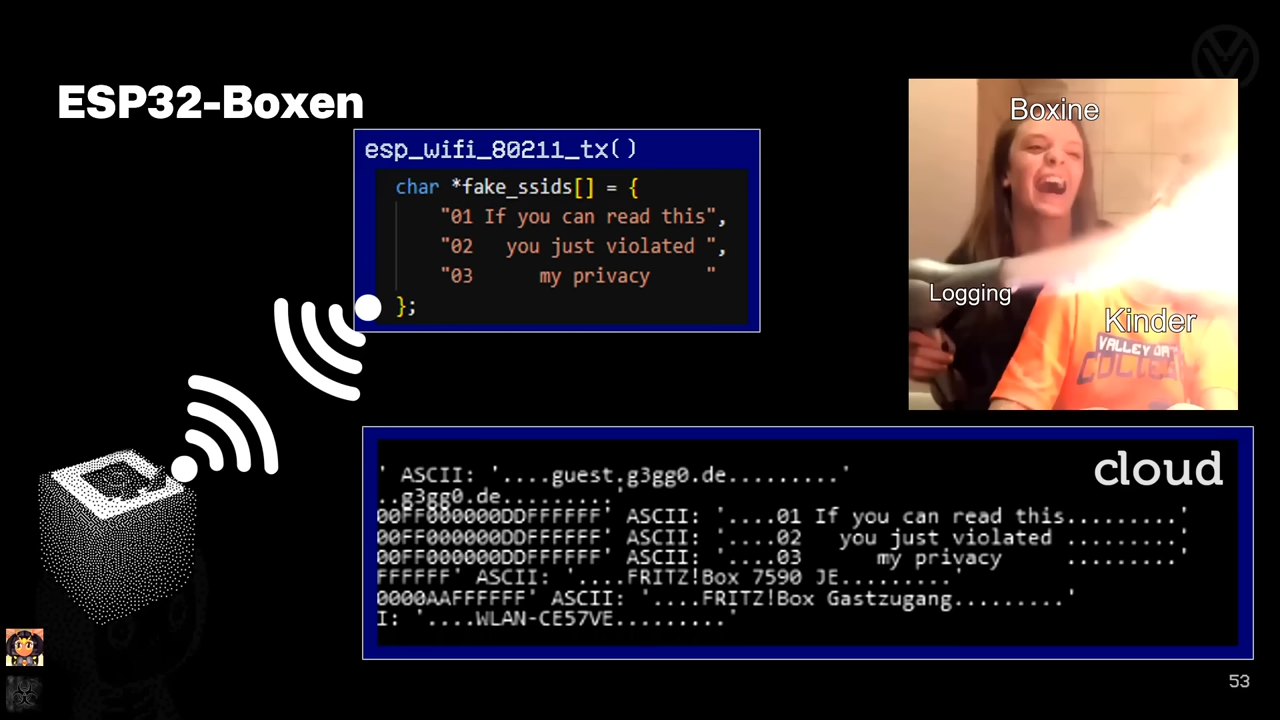 ESP32-Boxen
esp_wifi_80211_tx()
char *fake_ssids[] = {
"01 If you can read this",
"02   you just violated ",
"03      my privacy     "
};
Boxine
Logging
Kinder
VALLEY
cloud
' ASCII: '....guest.g3gg0.de.........'
..g3gg0.de.........'
00FF000000DDFFFFFF' ASCII: '....01 If you can read this.........'
00FF000000DDFFFFFF' ASCII: '....02   you just violated .........'
00FF000000DDFFFFFF' ASCII: '....03      my privacy     .........'
FFFFFF' ASCII: '....FRITZ!Box 7590 JE.........'
0000AAFFFFFF' ASCII: '....FRITZ!Box Gastzugang.........'
I: '....WLAN-CE57VE.........'
53